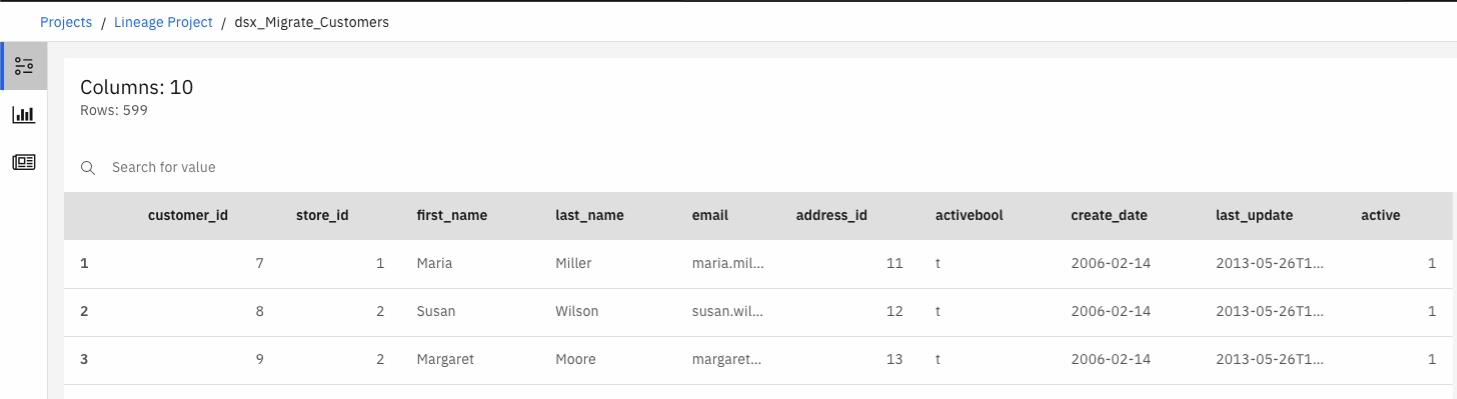 Projects / Lineage Project / dsx_Migrate_Customers
Columns: 10
Rows: 599
Search for value
customer_id store_id first_name last_name email address_id activebool create_date last_update active
1 7 1 Maria Miller maria.mil... 11 t 2006-02-14 2013-05-26T1... 1
2 8 2 Susan Wilson susan.wil... 12 t 2006-02-14 2013-05-26T1... 1
3 9 2 Margaret Moore margaret... 13 t 2006-02-14 2013-05-26T1... 1